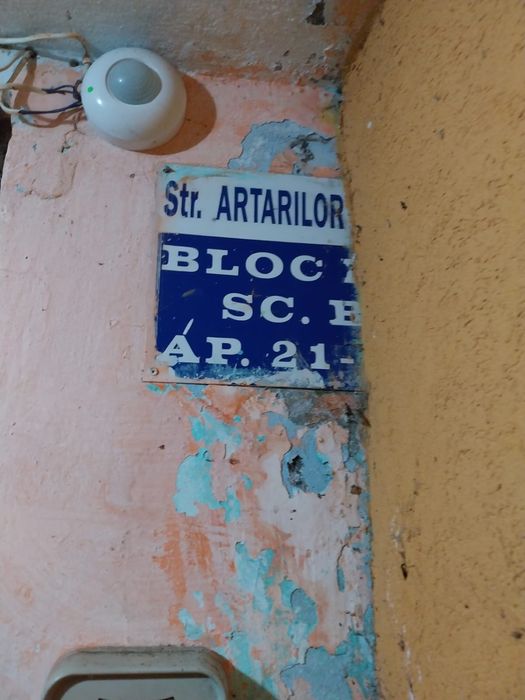 Str. ARTARILOR
BLOC
SC.
AP. 21-